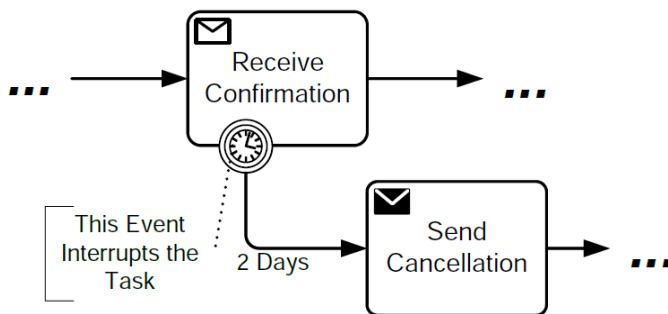 ...
Receive
Confirmation
...
This Event
Interrupts the
Task
2 Days
Send
Cancellation
...